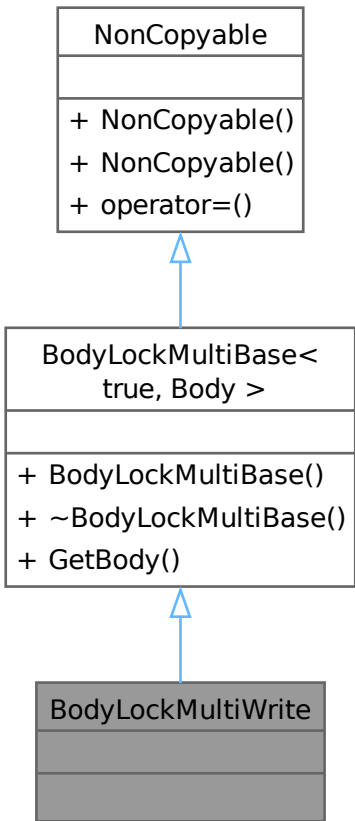 NonCopyable
+ NonCopyable()
+ NonCopyable()
+ operator=()
BodyLockMultiBase<
true, Body >
+ BodyLockMultiBase()
+ ~BodyLockMultiBase()
+ GetBody()
BodyLockMultiWrite